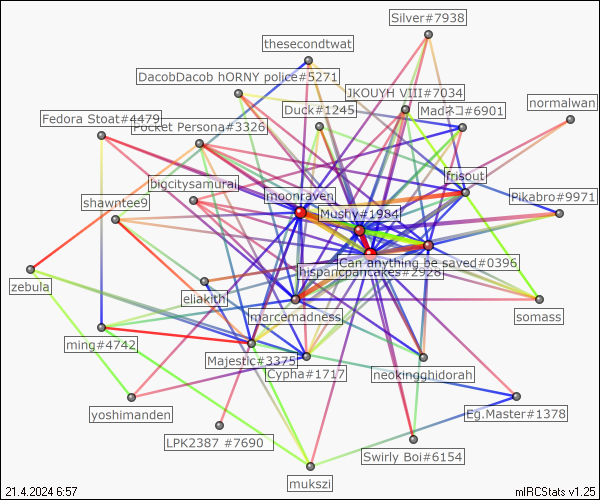 Silver#7938
thesecondtwat
DacobDacob hORNY police#5271
JKOUYH VIII#7034
normalwan
Duck#1245
Madネコ#6901
Fedora Stoat#4479
Pocket Persona#3326
frisout
bigcitysamurai
moonraven
Pikabro#9971
shawntee9
Mushy#1984
Can anything be saved#0396
hispanopancakes#2928
zebula
eliakith
marcemadness
somass
ming#4742
Majestic#3375
Cypha#1717
neokingghidorah
yoshimanden
Eg.Master#1378
LPK2387 #7690
Swirly Boi#6154
mukszi
21.4.2024 6:57
mIRCStats v1.25